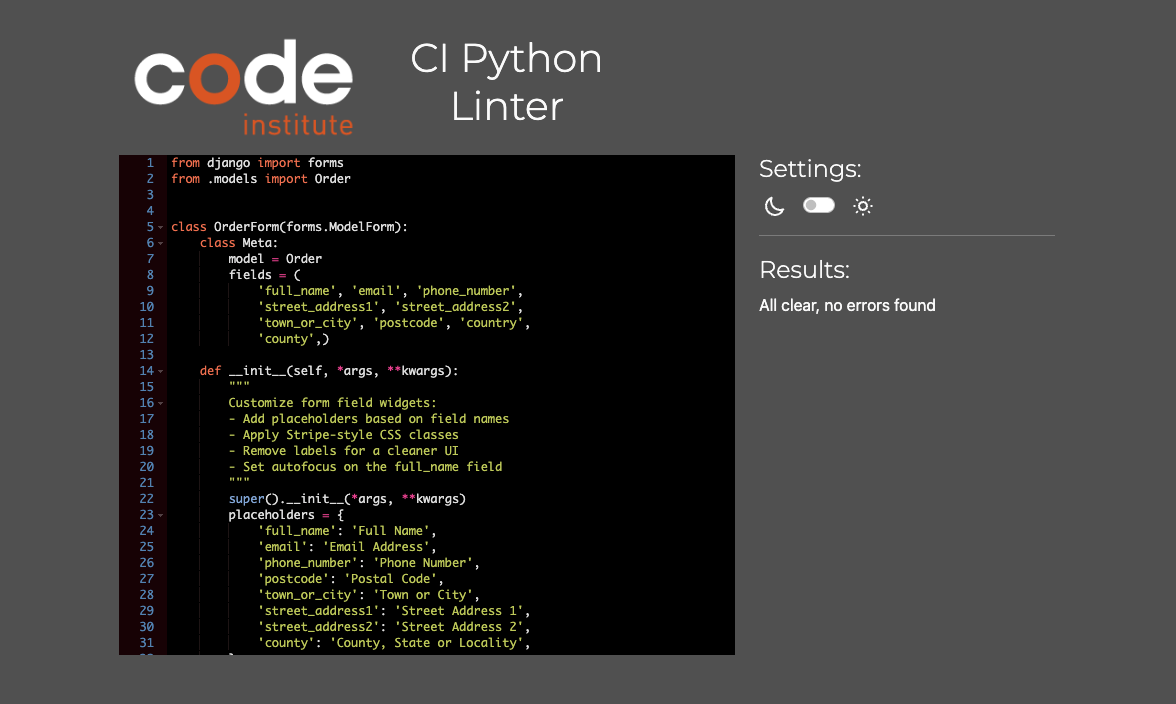 code
institute
CI Python
Linter
1 from django import forms
2 from .models import Order
3
4
5 class OrderForm(forms.ModelForm):
6     class Meta:
7         model = Order
8         fields = (
9             'full_name', 'email', 'phone_number',
10             'street_address1', 'street_address2',
11             'town_or_city', 'postcode', 'country',
12             'county',)
13
14     def __init__(self, *args, **kwargs):
15         """
16         Customize form field widgets:
17         - Add placeholders based on field names
18         - Apply Stripe-style CSS classes
19         - Remove labels for a cleaner UI
20         - Set autofocus on the full_name field
21         """
22         super().__init__(*args, **kwargs)
23         placeholders = {
24             'full_name': 'Full Name',
25             'email': 'Email Address',
26             'phone_number': 'Phone Number',
27             'postcode': 'Postal Code',
28             'town_or_city': 'Town or City',
29             'street_address1': 'Street Address 1',
30             'street_address2': 'Street Address 2',
31             'county': 'County, State or Locality',
Settings:
Results:
All clear, no errors found